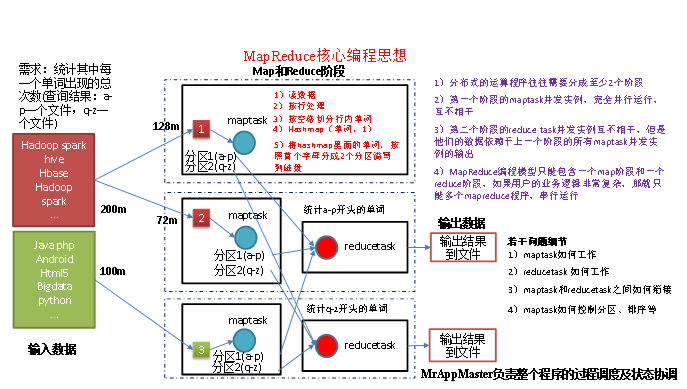 MapReduce核心编程思想
Map和Reduce阶段
需求：统计其中每
一个单词出现的总
次数(查询结果：a-
p一个文件，q-z一
个文件)
Hadoop spark
hive
Hbase
Hadoop
spark
...
200m
Java php
Android
Html5
Bigdata
python
...
100m
输入数据
128m
1
maptask
分区1(a-p)
分区2(q-z)
1）读数据
2）按行处理
3）按空格切分行内单词
4）Hashmap（单词，1）
5）将hashmap里面的单词，按
照首个字母分成2个分区溢写
到磁盘
72m
2
maptask
分区1(a-p)
分区2(q-z)
3
maptask
分区1(a-p)
分区2(q-z)
统计a-p开头的单词
reducetask
统计q-z开头的单词
reducetask
输出数据
输出结果
到文件
输出结果
到文件
1）分布式的运算程序往往需要分成至少2个阶段
2）第一个阶段的maptask并发实例，完全并行运行，
互不相干
3）第二个阶段的reduce task并发实例互不相干，但是
他们的数据依赖于上一个阶段的所有maptask并发实
例的输出
4）MapReduce编程模型只能包含一个map阶段和一个
reduce阶段，如果用户的业务逻辑非常复杂，那就只
能多个mapreduce程序，串行运行
若干问题细节
1）maptask如何工作
2）reducetask 如何工作
3）maptask和reducetask之间如何衔接
4）maptask如何控制分区、排序等
MrAppMaster负责整个程序的过程调度及状态协调